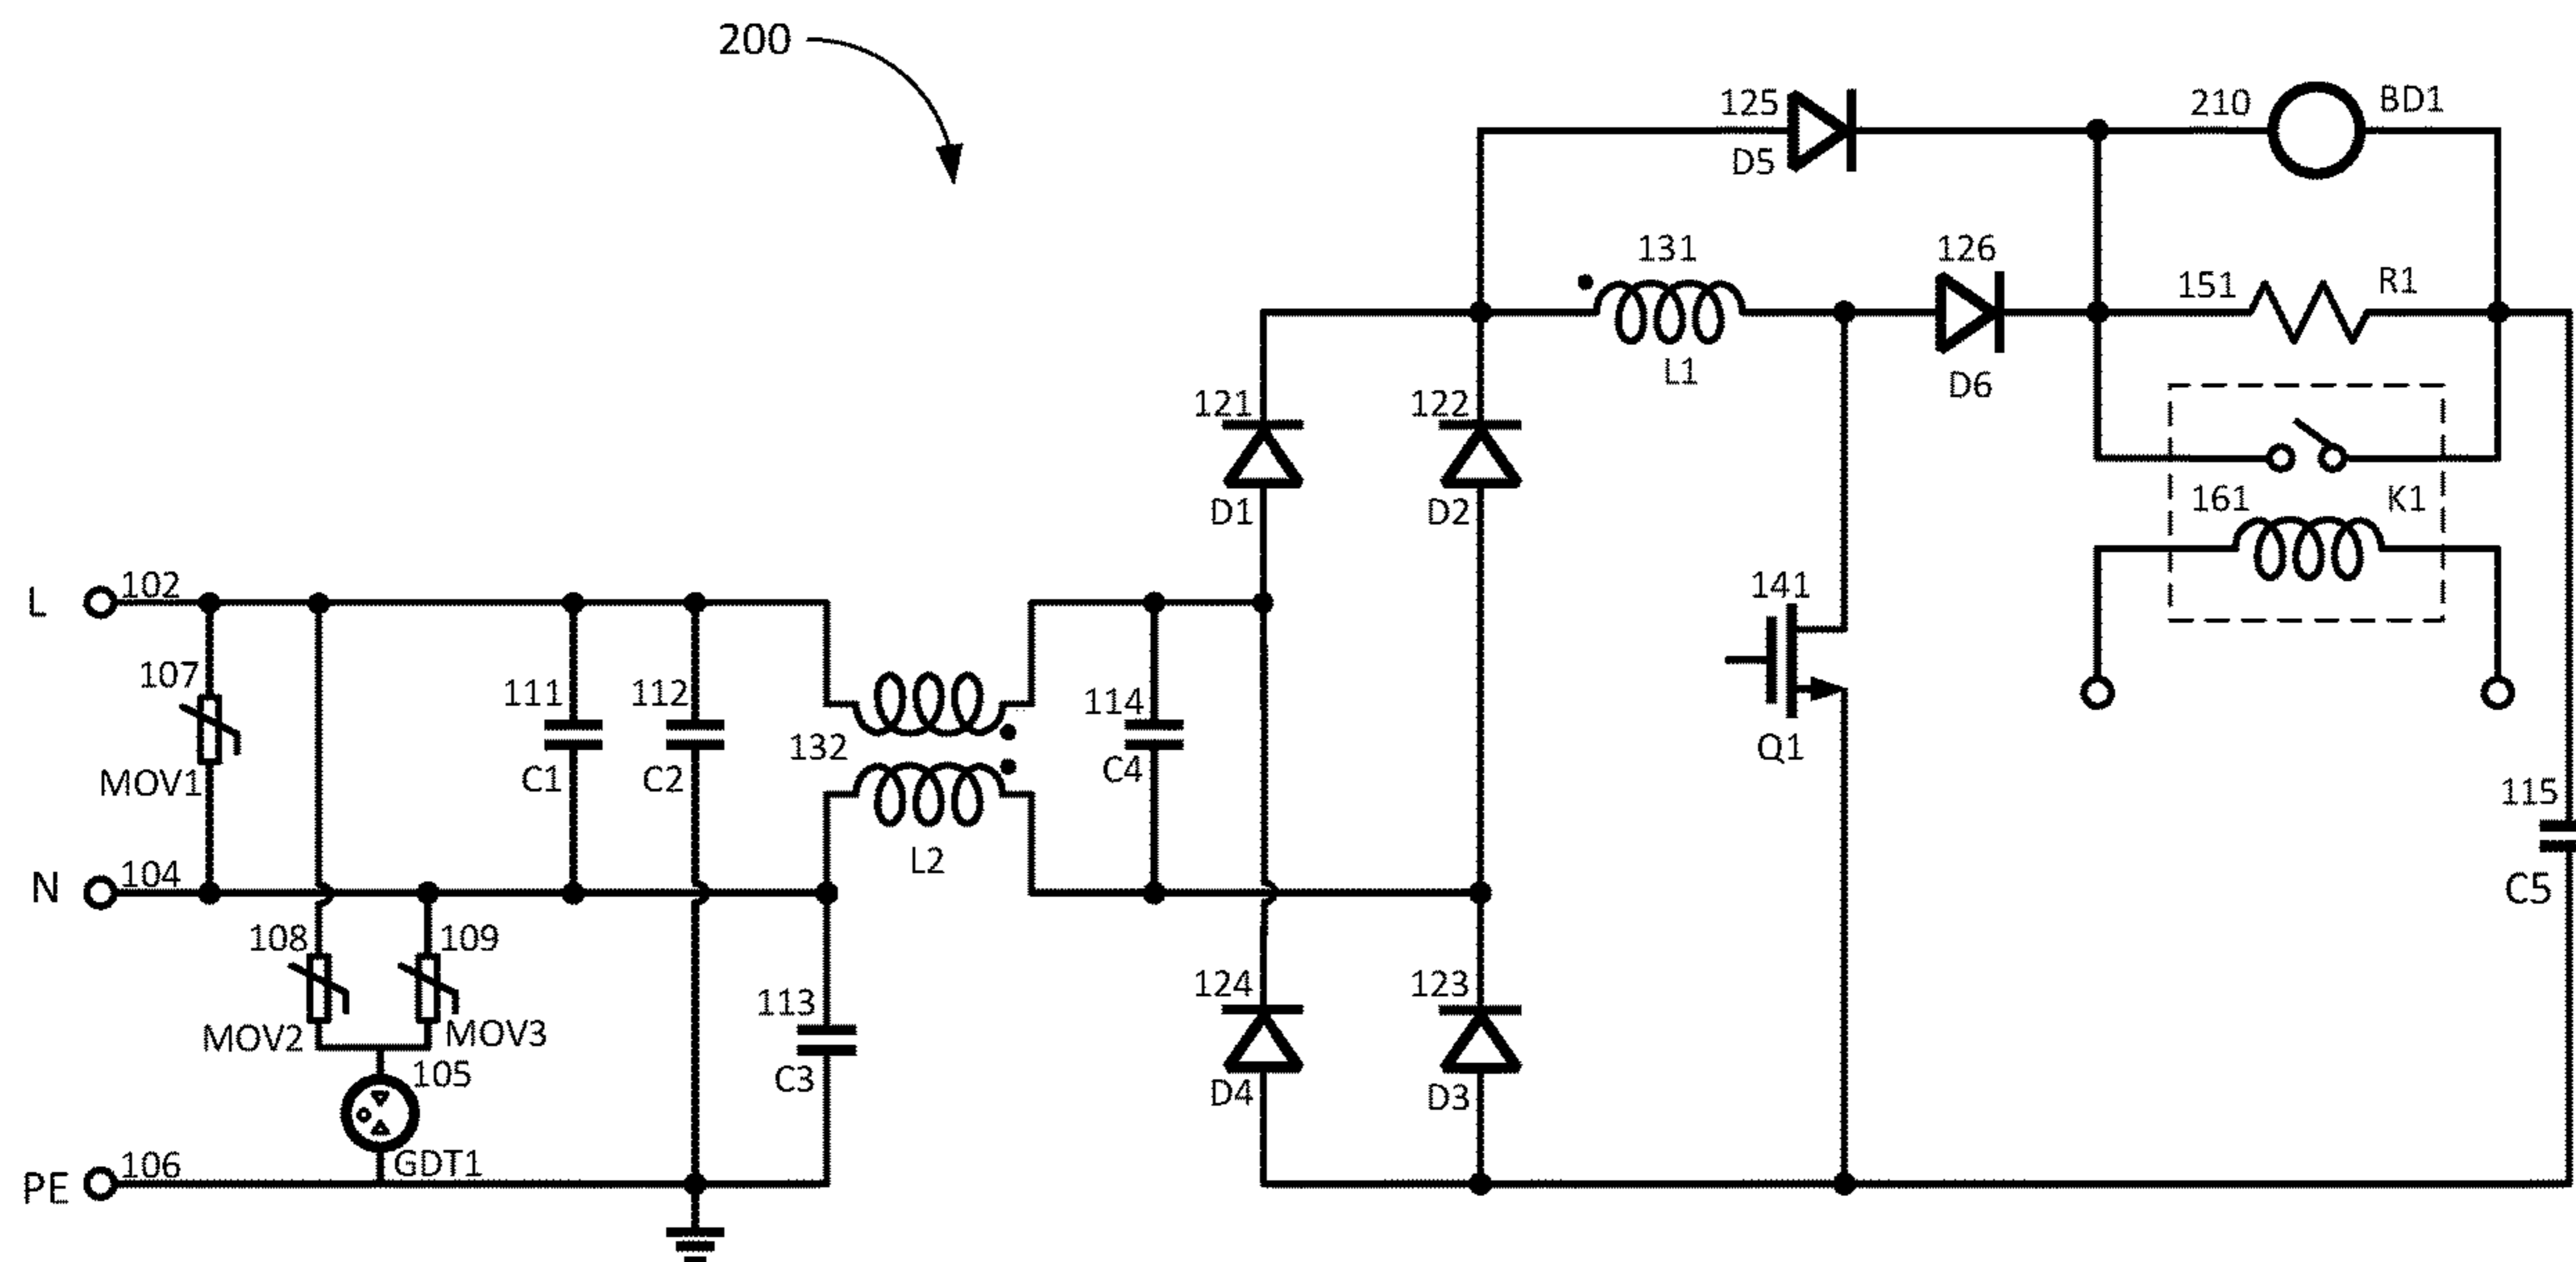 200
125
D5
210
BD1
131
L1
126
D6
151
R1
121
D1
122
D2
161
K1
L
102
107
MOV1
111
C1
112
C2
132
L2
114
C4
141
Q1
115
C5
N
104
108
MOV2
109
MOV3
105
GDT1
113
C3
124
D4
123
D3
PE
106